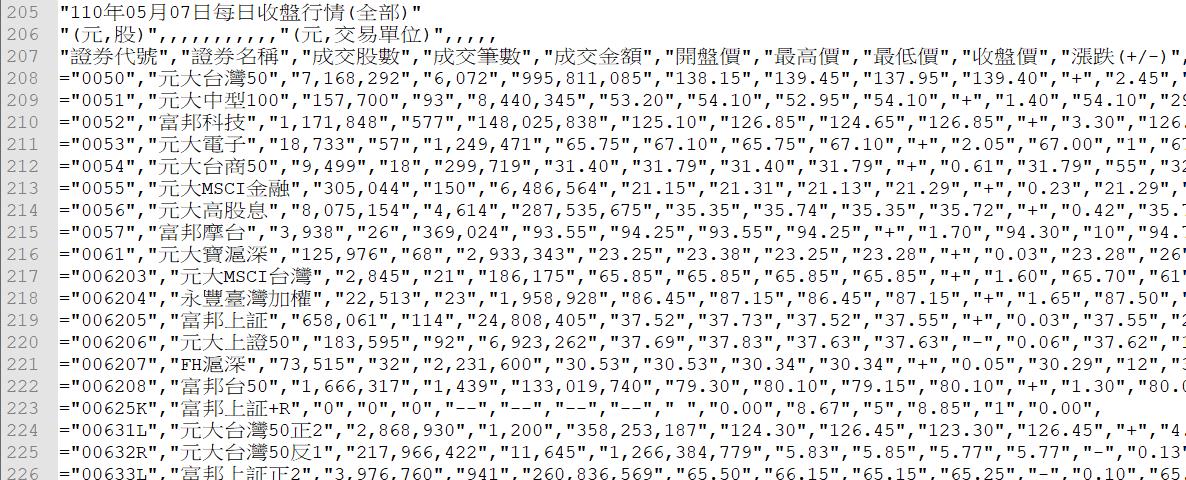 205 "110年05月07日每日收盤行情(全部)"
206 "(元,股)",,,,,,,,,,,"(元,交易單位)",,,,,
207 "證券代號","證券名稱","成交股數","成交筆數","成交金額","開盤價","最高價","最低價","收盤價","漲跌(+/-)",
208 ="0050","元大台灣50","7,168,292","6,072","995,811,085","138.15","139.45","137.95","139.40","+","2.45","
209 ="0051","元大中型100","157,700","93","8,440,345","53.20","54.10","52.95","54.10","+","1.40","54.10","29
210 ="0052","富邦科技","1,171,848","577","148,025,838","125.10","126.85","124.65","126.85","+","3.30","126.
211 ="0053","元大電子","18,733","57","1,249,471","65.75","67.10","65.75","67.10","+","2.05","67.00","1","67
212 ="0054","元大台商50","9,499","18","299,719","31.40","31.79","31.40","31.79","+","0.61","31.79","55","32
213 ="0055","元大MSCI金融","305,044","150","6,486,564","21.15","21.31","21.13","21.29","+","0.23","21.29","
214 ="0056","元大高股息","8,075,154","4,614","287,535,675","35.35","35.74","35.35","35.72","+","0.42","35.7
215 ="0057","富邦摩台","3,938","26","369,024","93.55","94.25","93.55","94.25","+","1.70","94.30","10","94.7
216 ="0061","元大寶滬深","125,976","68","2,933,343","23.25","23.38","23.25","23.28","+","0.03","23.28","26"
217 ="006203","元大MSCI台灣","2,845","21","186,175","65.85","65.85","65.85","65.85","+","1.60","65.70","61"
218 ="006204","永豐臺灣加權","22,513","23","1,958,928","86.45","87.15","86.45","87.15","+","1.65","87.50","
219 ="006205","富邦上証","658,061","114","24,808,405","37.52","37.73","37.52","37.55","+","0.03","37.55","2
220 ="006206","元大上證50","183,595","92","6,923,262","37.69","37.83","37.63","37.63","-","0.06","37.62","1
221 ="006207","FH滬深","73,515","32","2,231,600","30.53","30.53","30.34","30.34","+","0.05","30.29","12","3
222 ="006208","富邦台50","1,666,317","1,439","133,019,740","79.30","80.10","79.15","80.10","+","1.30","80.0
223 ="00625K","富邦上証+R","0","0","0","--","--","--","--"," ","0.00","8.67","5","8.85","1","0.00",
224 ="00631L","元大台灣50正2","2,868,930","1,200","358,253,187","124.30","126.45","123.30","126.45","+","4.
225 ="00632R","元大台灣50反1","217,966,422","11,645","1,266,384,779","5.83","5.85","5.77","5.77","-","0.13"
226 ="00633L","富邦上証正2","3,976,760","941","260,836,569","65.50","66.15","65.15","65.25","-","0.10","65.